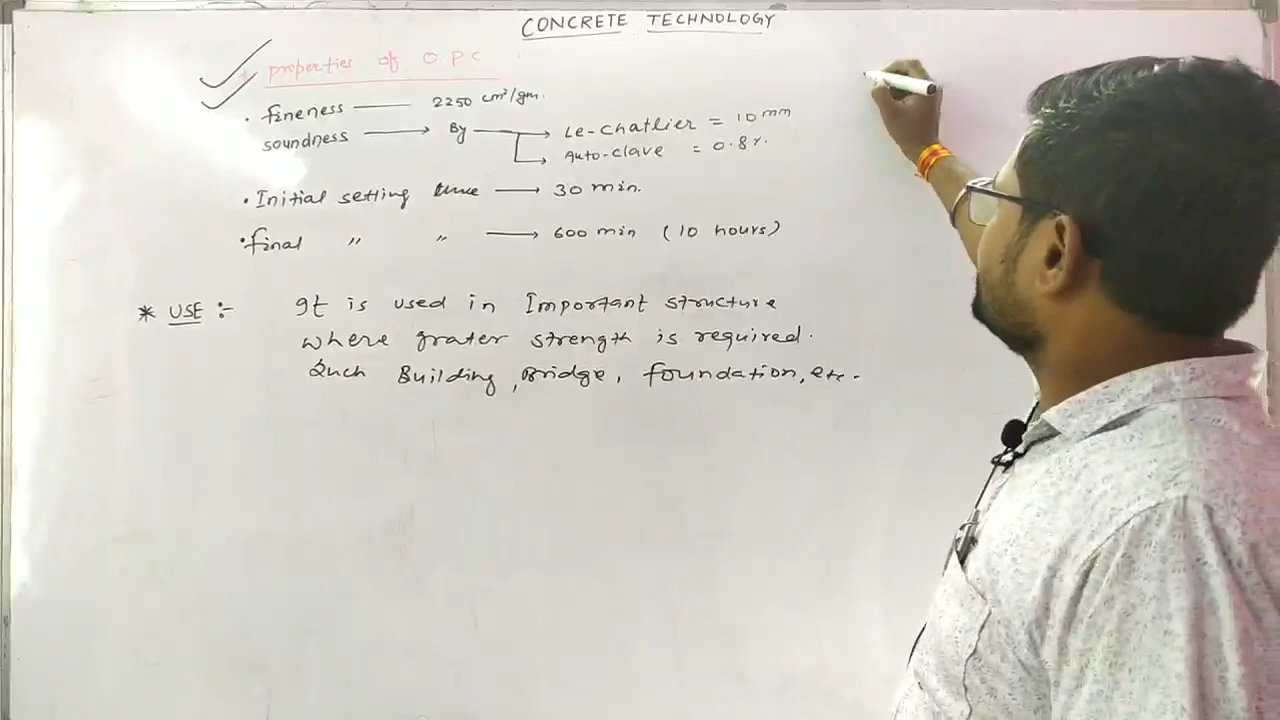 CONCRETE TECHNOLOGY
properties of O P C
• fineness —— 2250 cm²/gm.
soundness ——→ By —→ Le-chatlier = 10 mm
→ Auto-clave = 0.8 %.
• Initial setting time ——→ 30 min.
• final " " ——→ 600 min (10 hours)
* USE :- It is used in Important structure
where grater strength is required.
Such Building, Bridge, foundation, etc.